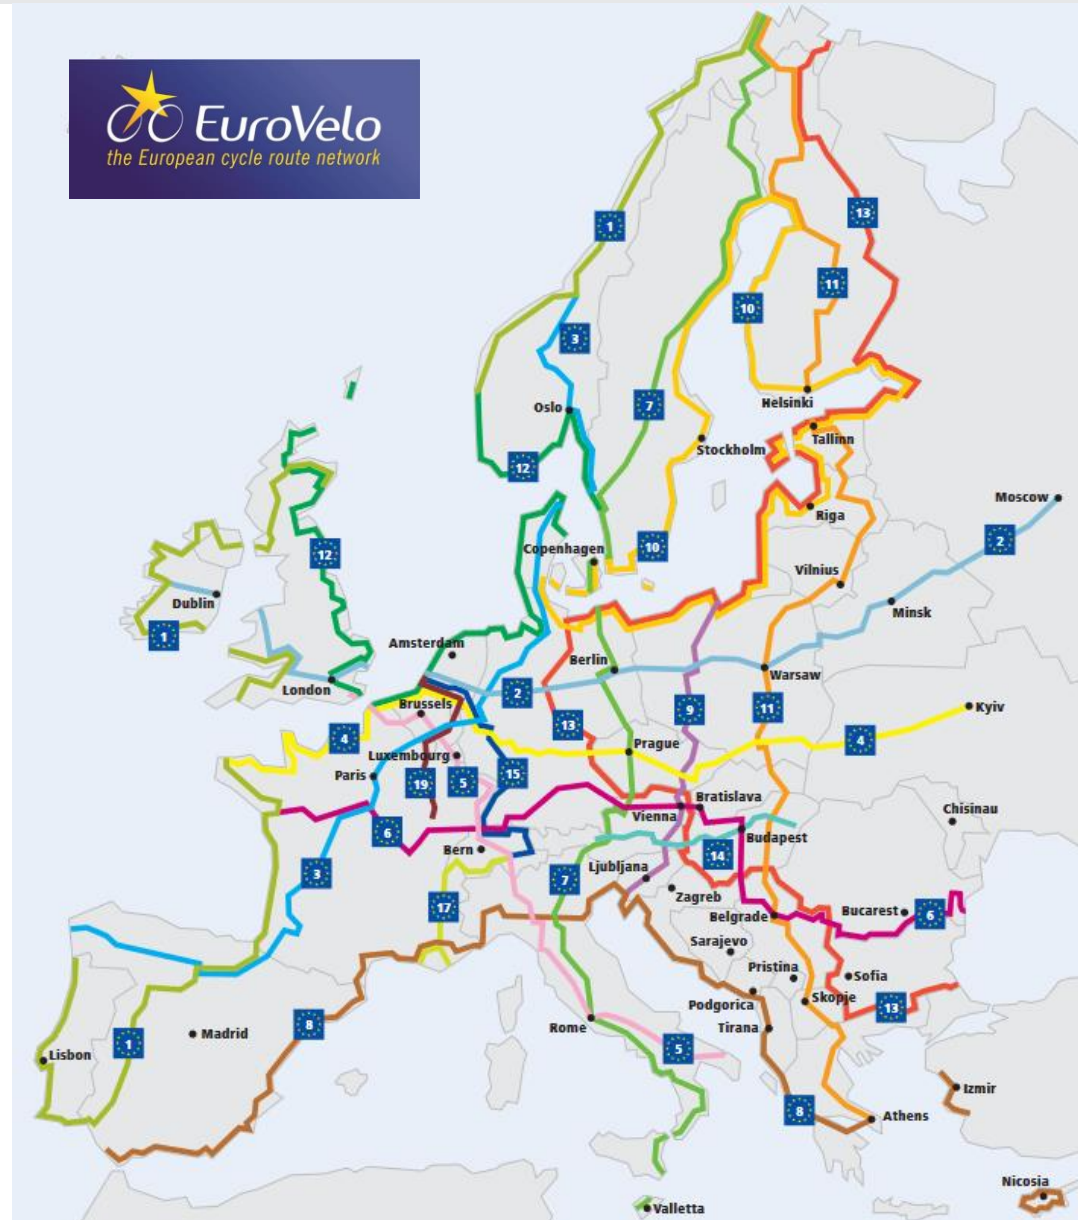 EuroVelo
the European cycle route network
1
13
11
10
3
7
Oslo
Helsinki
Tallinn
Stockholm
12
Moscow
Riga
2
12
Copenhagen
10
Vilnius
Dublin
Minsk
1
Amsterdam
Berlin
Warsaw
London
2
Brussels
9
11
Kyiv
13
4
4
Prague
Luxembourg
Paris
19
5
15
Bratislava
Vienna
Chisinau
6
Budapest
Bern
14
Ljubljana
3
7
Zagreb
17
Belgrade
Bucarest
6
Sarajevo
Pristina
Sofia
Podgorica
Skopje
13
8
Rome
Tirana
Madrid
1
Lisbon
5
Izmir
8
Athens
Nicosia
Valletta